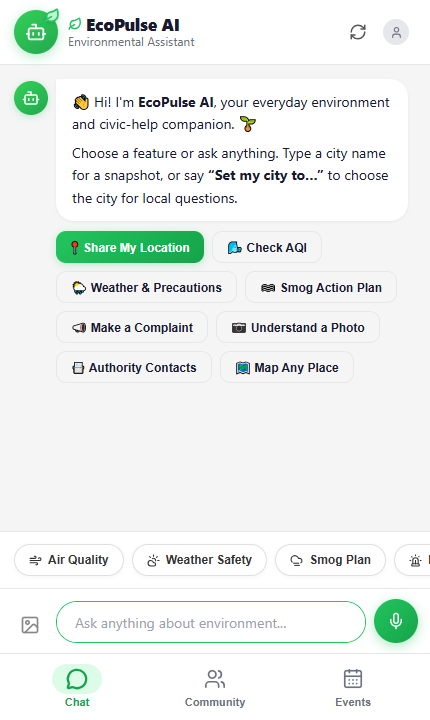 EcoPulse AI
Environmental Assistant
👋 Hi! I'm EcoPulse AI, your everyday environment
and civic-help companion. 🌱
Choose a feature or ask anything. Type a city name
for a snapshot, or say “Set my city to…” to choose
the city for local questions.
📍 Share My Location
🌬️ Check AQI
🌦️ Weather & Precautions
🌫️ Smog Action Plan
📢 Make a Complaint
📷 Understand a Photo
📇 Authority Contacts
🗺️ Map Any Place
Air Quality
Weather Safety
Smog Plan
Ask anything about environment...
Chat
Community
Events